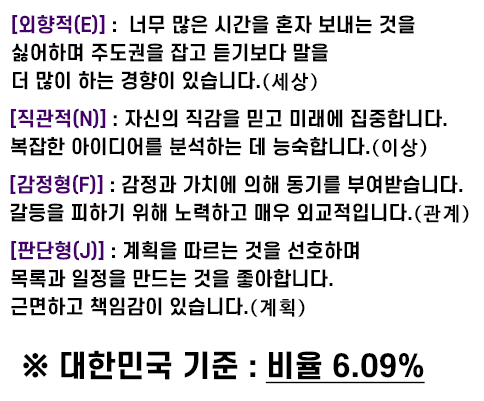 [외향적(E)] : 너무 많은 시간을 혼자 보내는 것을
싫어하며 주도권을 잡고 듣기보다 말을
더 많이 하는 경향이 있습니다.(세상)
[직관적(N)] : 자신의 직감을 믿고 미래에 집중합니다.
복잡한 아이디어를 분석하는 데 능숙합니다.(이상)
[감정형(F)] : 감정과 가치에 의해 동기를 부여받습니다.
갈등을 피하기 위해 노력하고 매우 외교적입니다.(관계)
[판단형(J)] : 계획을 따르는 것을 선호하며
목록과 일정을 만드는 것을 좋아합니다.
근면하고 책임감이 있습니다.(계획)
※ 대한민국 기준 : 비율 6.09%